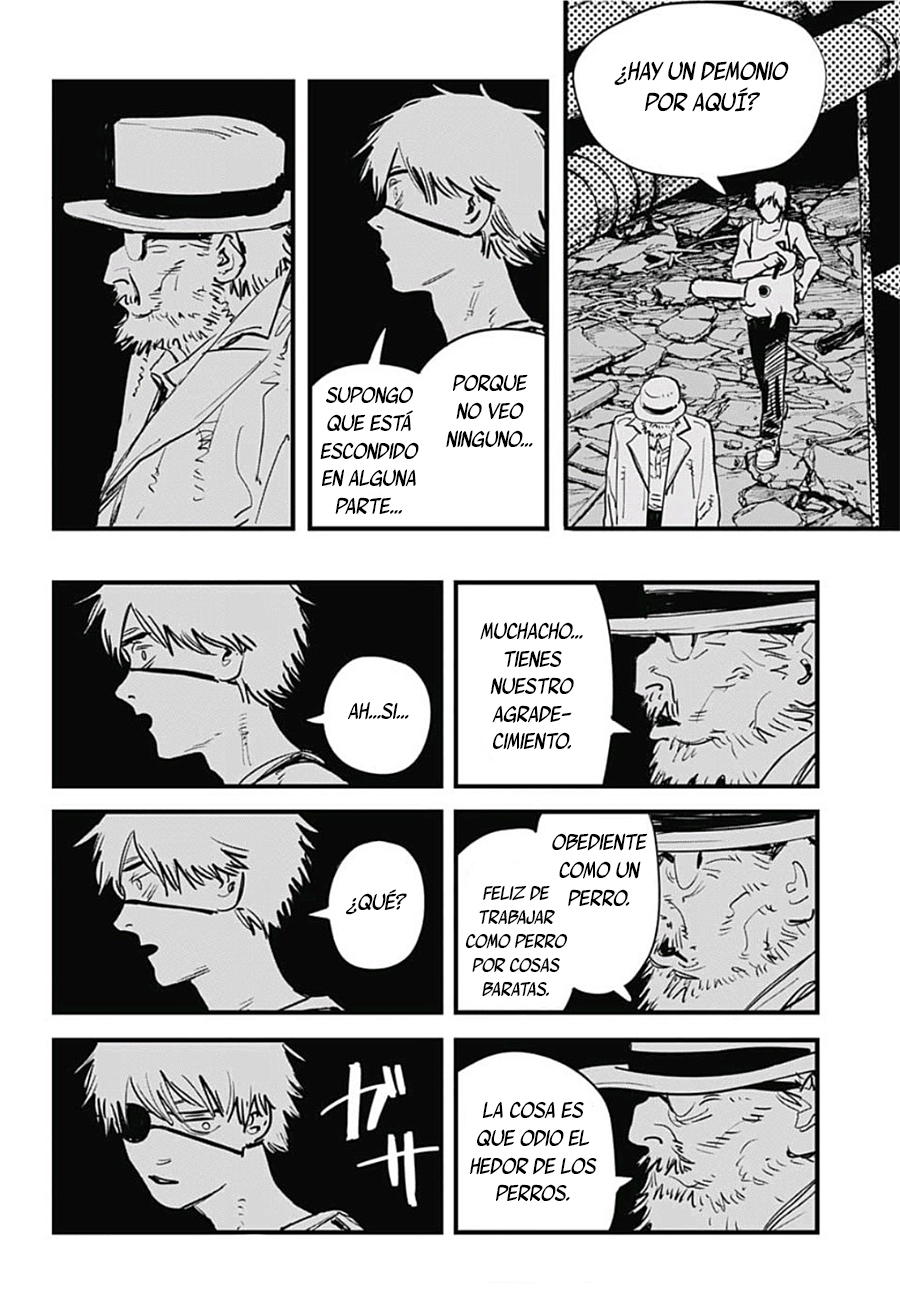 ¿HAY UN DEMONIO
POR AQUÍ?
PORQUE
NO VEO
NINGUNO...
SUPONGO
QUE ESTÁ
ESCONDIDO
EN ALGUNA
PARTE...
MUCHACHO...
TIENES
NUESTRO
AGRADE-
CIMIENTO.
AH...SI...
OBEDIENTE
COMO UN
PERRO.
FELIZ DE
TRABAJAR
COMO PERRO
POR COSAS
BARATAS.
¿QUÉ?
LA COSA ES
QUE ODIO EL
HEDOR DE LOS
PERROS.
ガサ